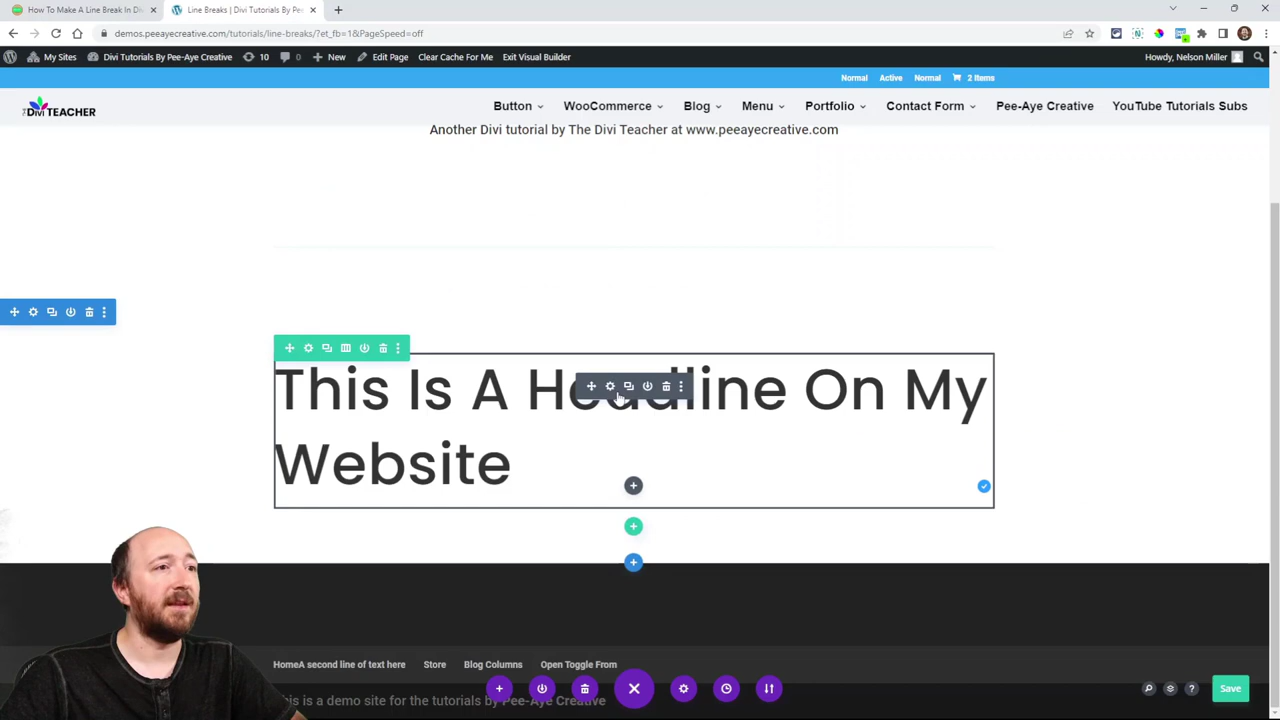 How To Make A Line Break In Div
Line Breaks | Divi Tutorials By Pe
demos.peeayecreative.com/tutorials/line-breaks/?et_fb=1&PageSpeed=off
My Sites Divi Tutorials By Pee-Aye Creative 10 0 New Edit Page Clear Cache For Me Exit Visual Builder Howdy, Nelson Miller
Normal Active Normal 2 Items
DIVI TEACHER Button WooCommerce Blog Menu Portfolio Contact Form Pee-Aye Creative YouTube Tutorials Subs
Another Divi tutorial by The Divi Teacher at www.peeayecreative.com
This Is A Headline On My
Website
HomeA second line of text here Store Blog Columns Open Toggle From
This is a demo site for the tutorials by Pee-Aye Creative
Save